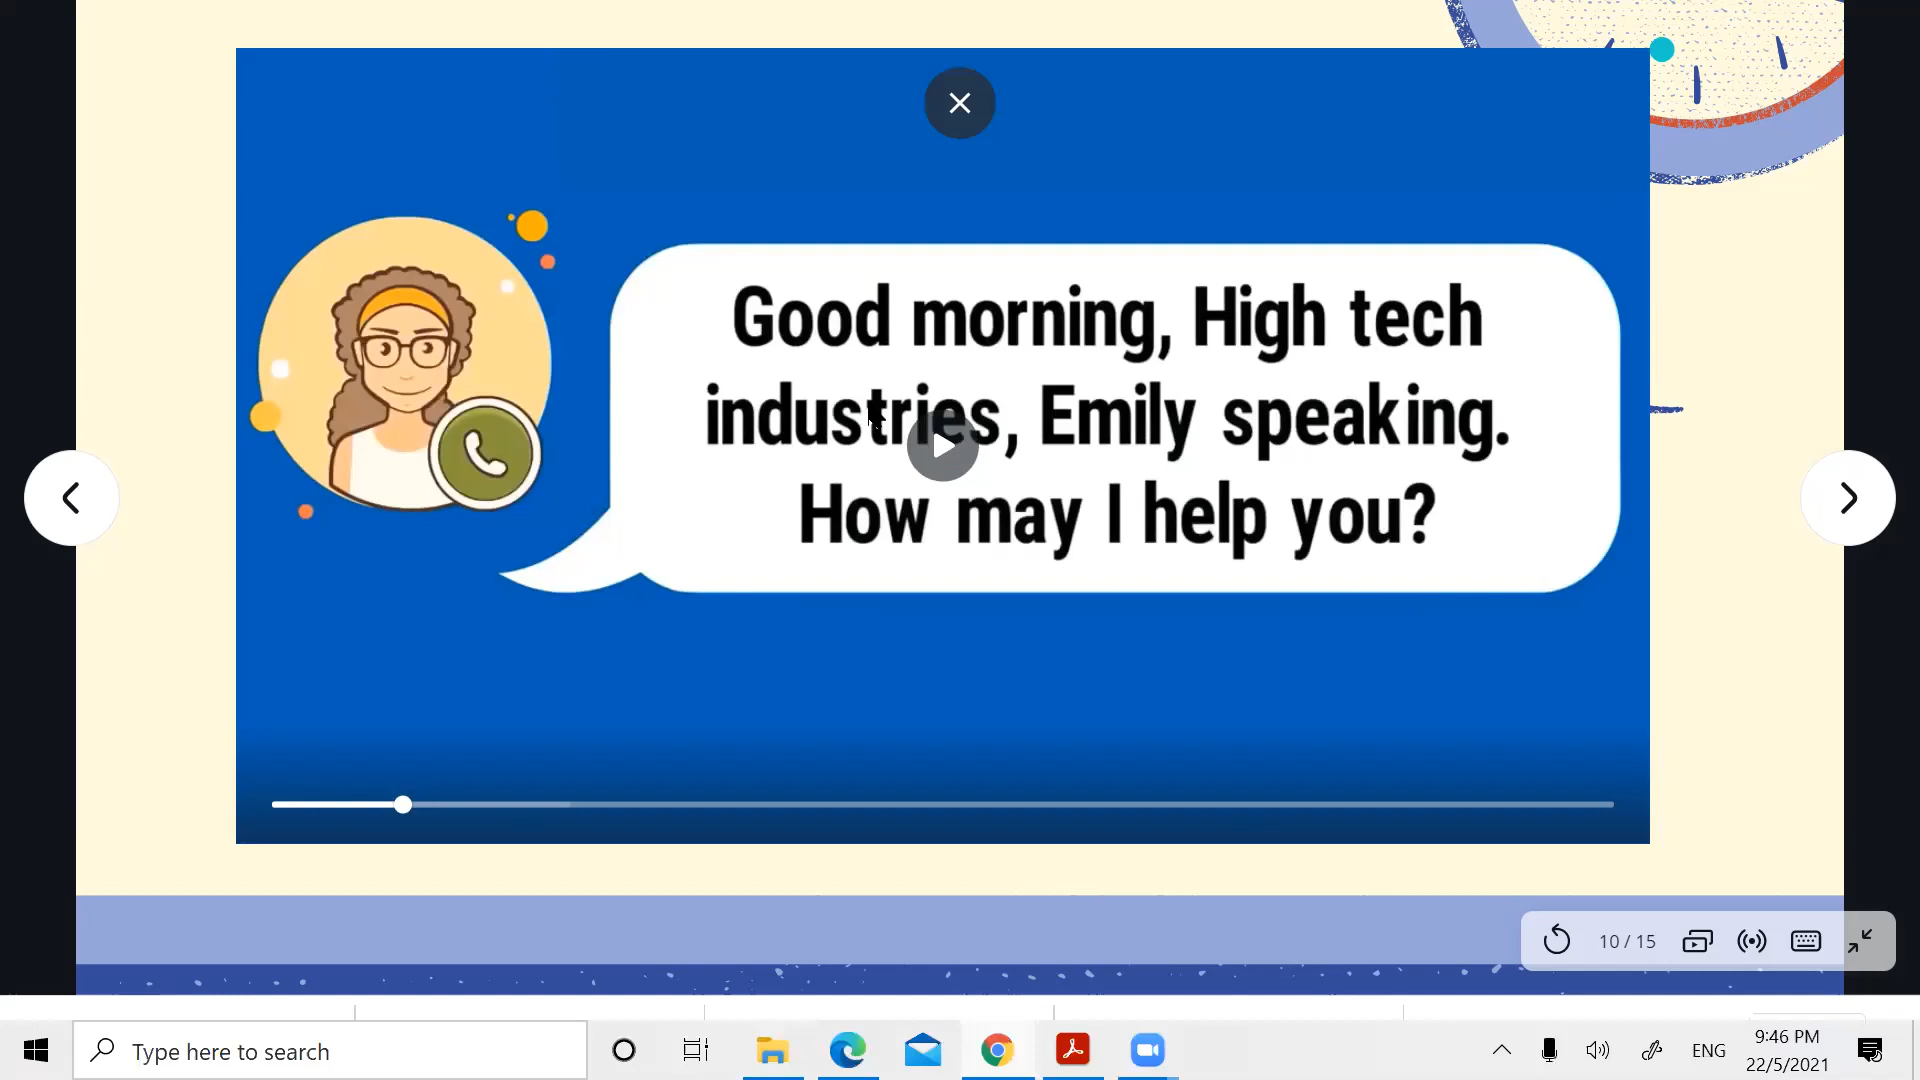 Good morning, High tech
industries, Emily speaking.
How may I help you?
10 / 15
Type here to search
ENG
9:46 PM
22/5/2021